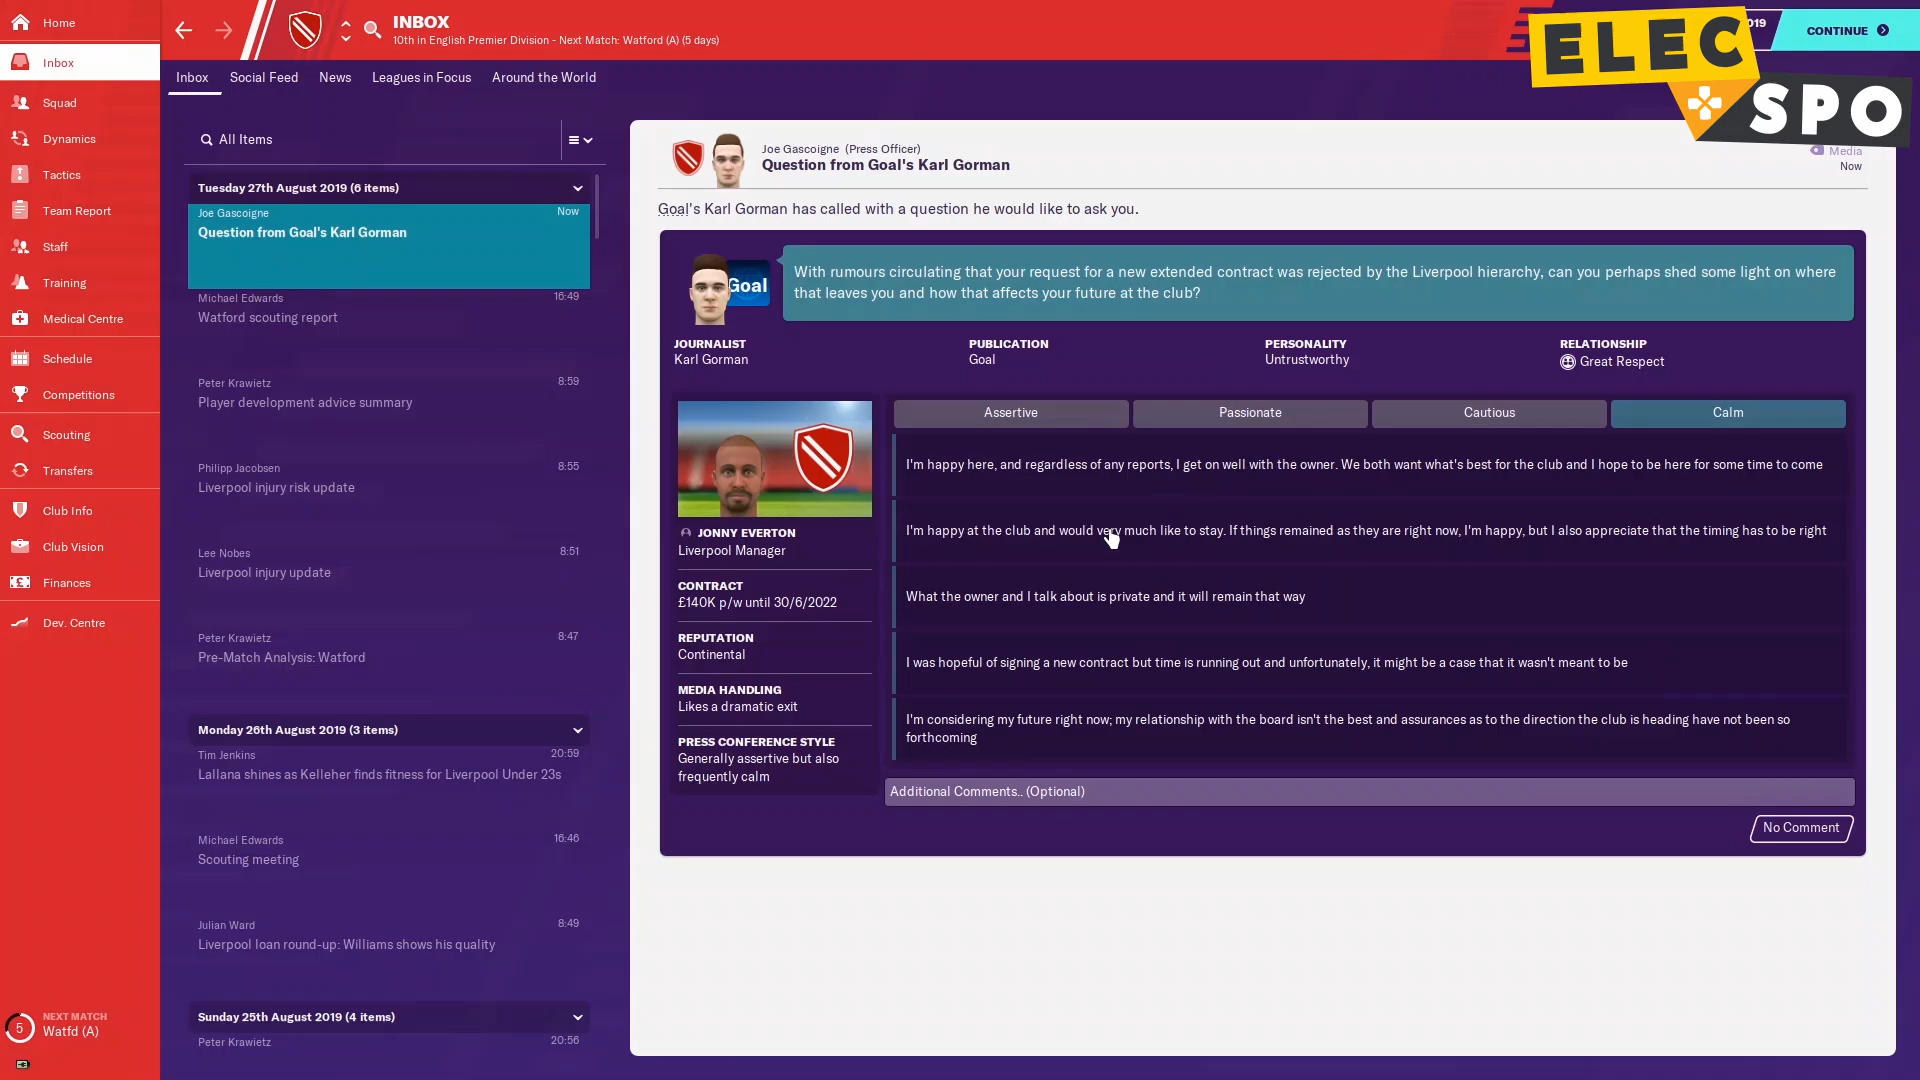 Home
Inbox
Squad
Dynamics
Tactics
Team Report
Staff
Training
Medical Centre
Schedule
Competitions
Scouting
Transfers
Club Info
Club Vision
Finances
Dev. Centre
5
NEXT MATCH
Watfd (A)
INBOX
10th in English Premier Division - Next Match: Watford (A) (5 days)
019
CONTINUE
ELEC
SPO
Inbox
Social Feed
News
Leagues in Focus
Around the World
All Items
Tuesday 27th August 2019 (6 items)
Joe Gascoigne
Now
Question from Goal's Karl Gorman
Michael Edwards
16:49
Watford scouting report
Peter Krawietz
8:59
Player development advice summary
Philipp Jacobsen
8:55
Liverpool injury risk update
Lee Nobes
8:51
Liverpool injury update
Peter Krawietz
8:47
Pre-Match Analysis: Watford
Monday 26th August 2019 (3 items)
Tim Jenkins
20:59
Lallana shines as Kelleher finds fitness for Liverpool Under 23s
Michael Edwards
16:46
Scouting meeting
Julian Ward
8:49
Liverpool loan round-up: Williams shows his quality
Sunday 25th August 2019 (4 items)
Peter Krawietz
20:56
Joe Gascoigne (Press Officer)
Question from Goal's Karl Gorman
Media
Now
Goal's Karl Gorman has called with a question he would like to ask you.
Goal
With rumours circulating that your request for a new extended contract was rejected by the Liverpool hierarchy, can you perhaps shed some light on where
that leaves you and how that affects your future at the club?
JOURNALIST
Karl Gorman
PUBLICATION
Goal
PERSONALITY
Untrustworthy
RELATIONSHIP
Great Respect
JONNY EVERTON
Liverpool Manager
CONTRACT
£140K p/w until 30/6/2022
REPUTATION
Continental
MEDIA HANDLING
Likes a dramatic exit
PRESS CONFERENCE STYLE
Generally assertive but also
frequently calm
Assertive
Passionate
Cautious
Calm
I'm happy here, and regardless of any reports, I get on well with the owner. We both want what's best for the club and I hope to be here for some time to come
I'm happy at the club and would very much like to stay. If things remained as they are right now, I'm happy, but I also appreciate that the timing has to be right
What the owner and I talk about is private and it will remain that way
I was hopeful of signing a new contract but time is running out and unfortunately, it might be a case that it wasn't meant to be
I'm considering my future right now; my relationship with the board isn't the best and assurances as to the direction the club is heading have not been so
forthcoming
Additional Comments.. (Optional)
No Comment